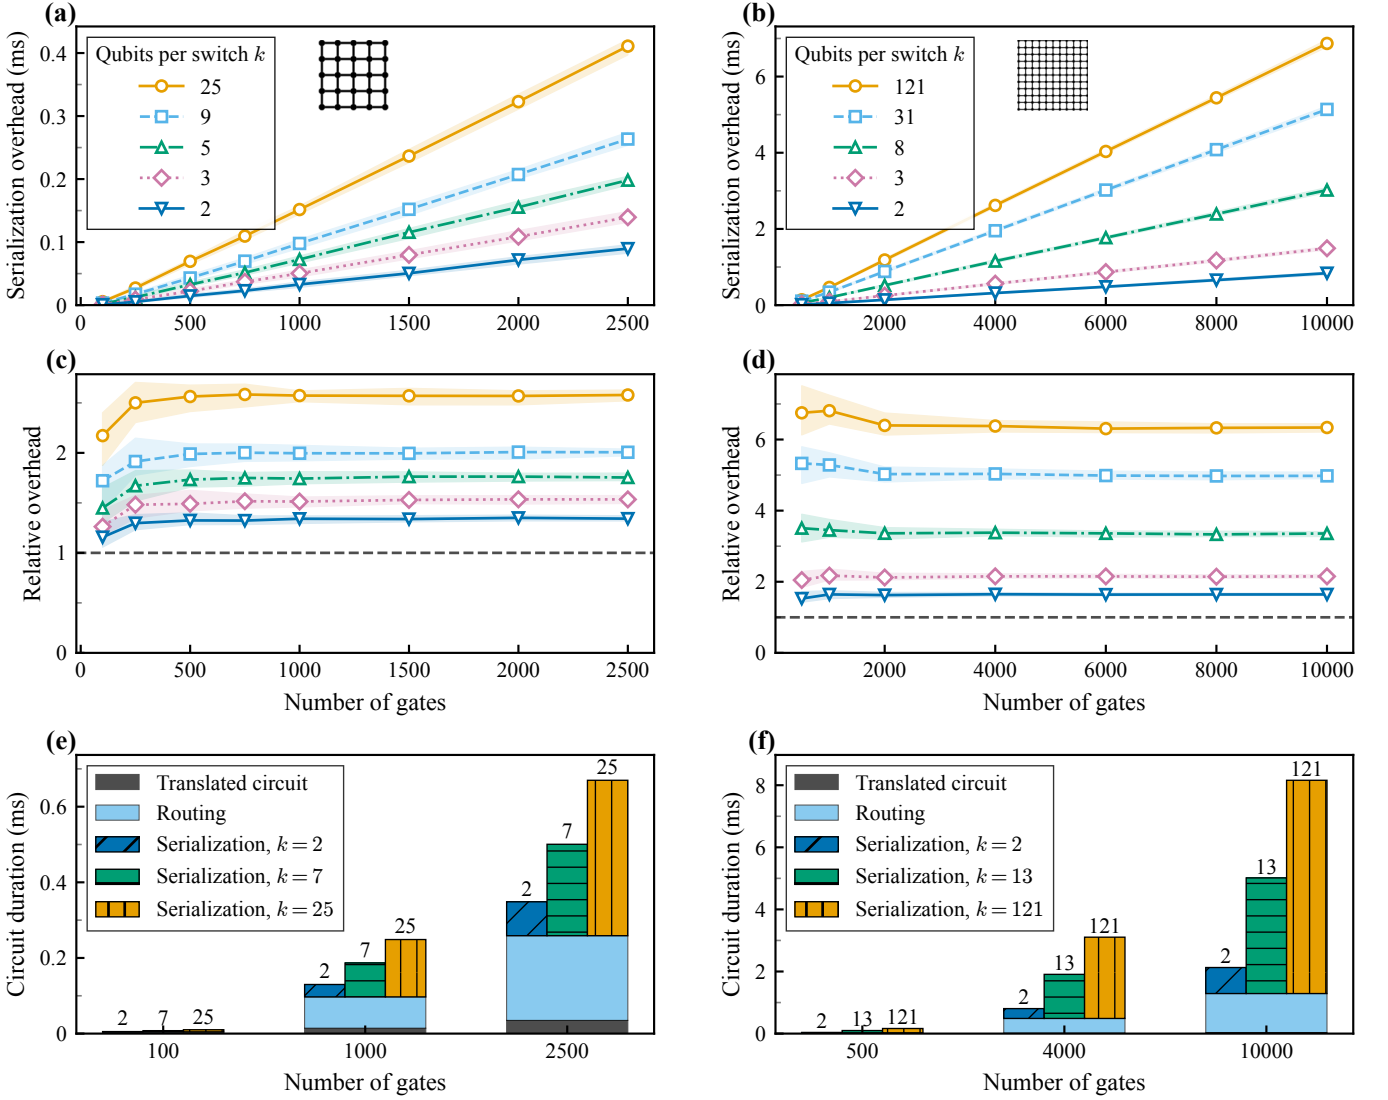 (a)
Serialization overhead (ms)
0.4
0.3
0.2
0.1
0
Qubits per switch k
25
9
5
3
2
0 500 1000 1500 2000 2500
(b)
Serialization overhead (ms)
6
4
2
0
Qubits per switch k
121
31
8
3
2
2000 4000 6000 8000 10000
(c)
Relative overhead
2
1
0
0 500 1000 1500 2000 2500
Number of gates
(d)
Relative overhead
6
4
2
0
2000 4000 6000 8000 10000
Number of gates
(e)
Circuit duration (ms)
0.6
0.4
0.2
0
Translated circuit
Routing
Serialization, k = 2
Serialization, k = 7
Serialization, k = 25
2 7 25
2 7 25
2 7 25
100 1000 2500
Number of gates
(f)
Circuit duration (ms)
8
6
4
2
0
Translated circuit
Routing
Serialization, k = 2
Serialization, k = 13
Serialization, k = 121
2 13 121
2 13 121
2 13 121
500 4000 10000
Number of gates